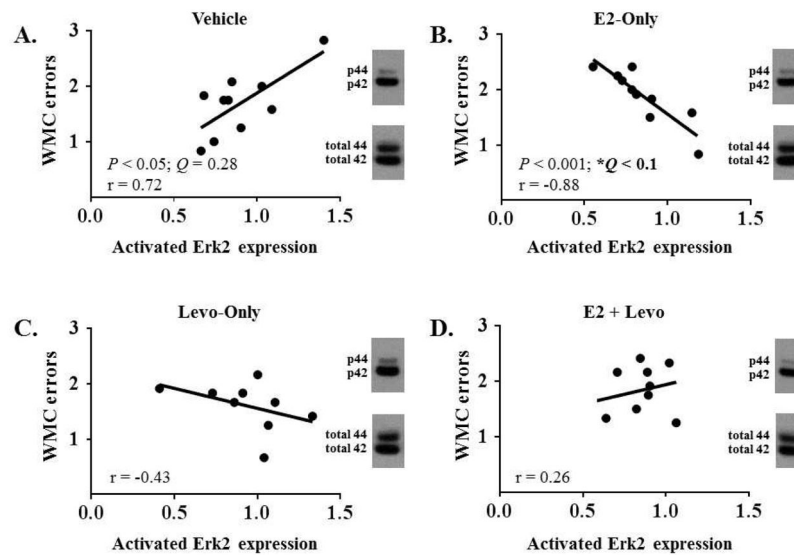 A.
Vehicle
WMC errors
3
2
1
P < 0.05; Q = 0.28
r = 0.72
0.0 0.5 1.0 1.5
Activated Erk2 expression
p44
p42
total 44
total 42
B.
E2-Only
WMC errors
3
2
1
P < 0.001; *Q < 0.1
r = -0.88
0.0 0.5 1.0 1.5
Activated Erk2 expression
p44
p42
total 44
total 42
C.
Levo-Only
WMC errors
3
2
1
r = -0.43
0.0 0.5 1.0 1.5
Activated Erk2 expression
p44
p42
total 44
total 42
D.
E2 + Levo
WMC errors
3
2
1
r = 0.26
0.0 0.5 1.0 1.5
Activated Erk2 expression
p44
p42
total 44
total 42